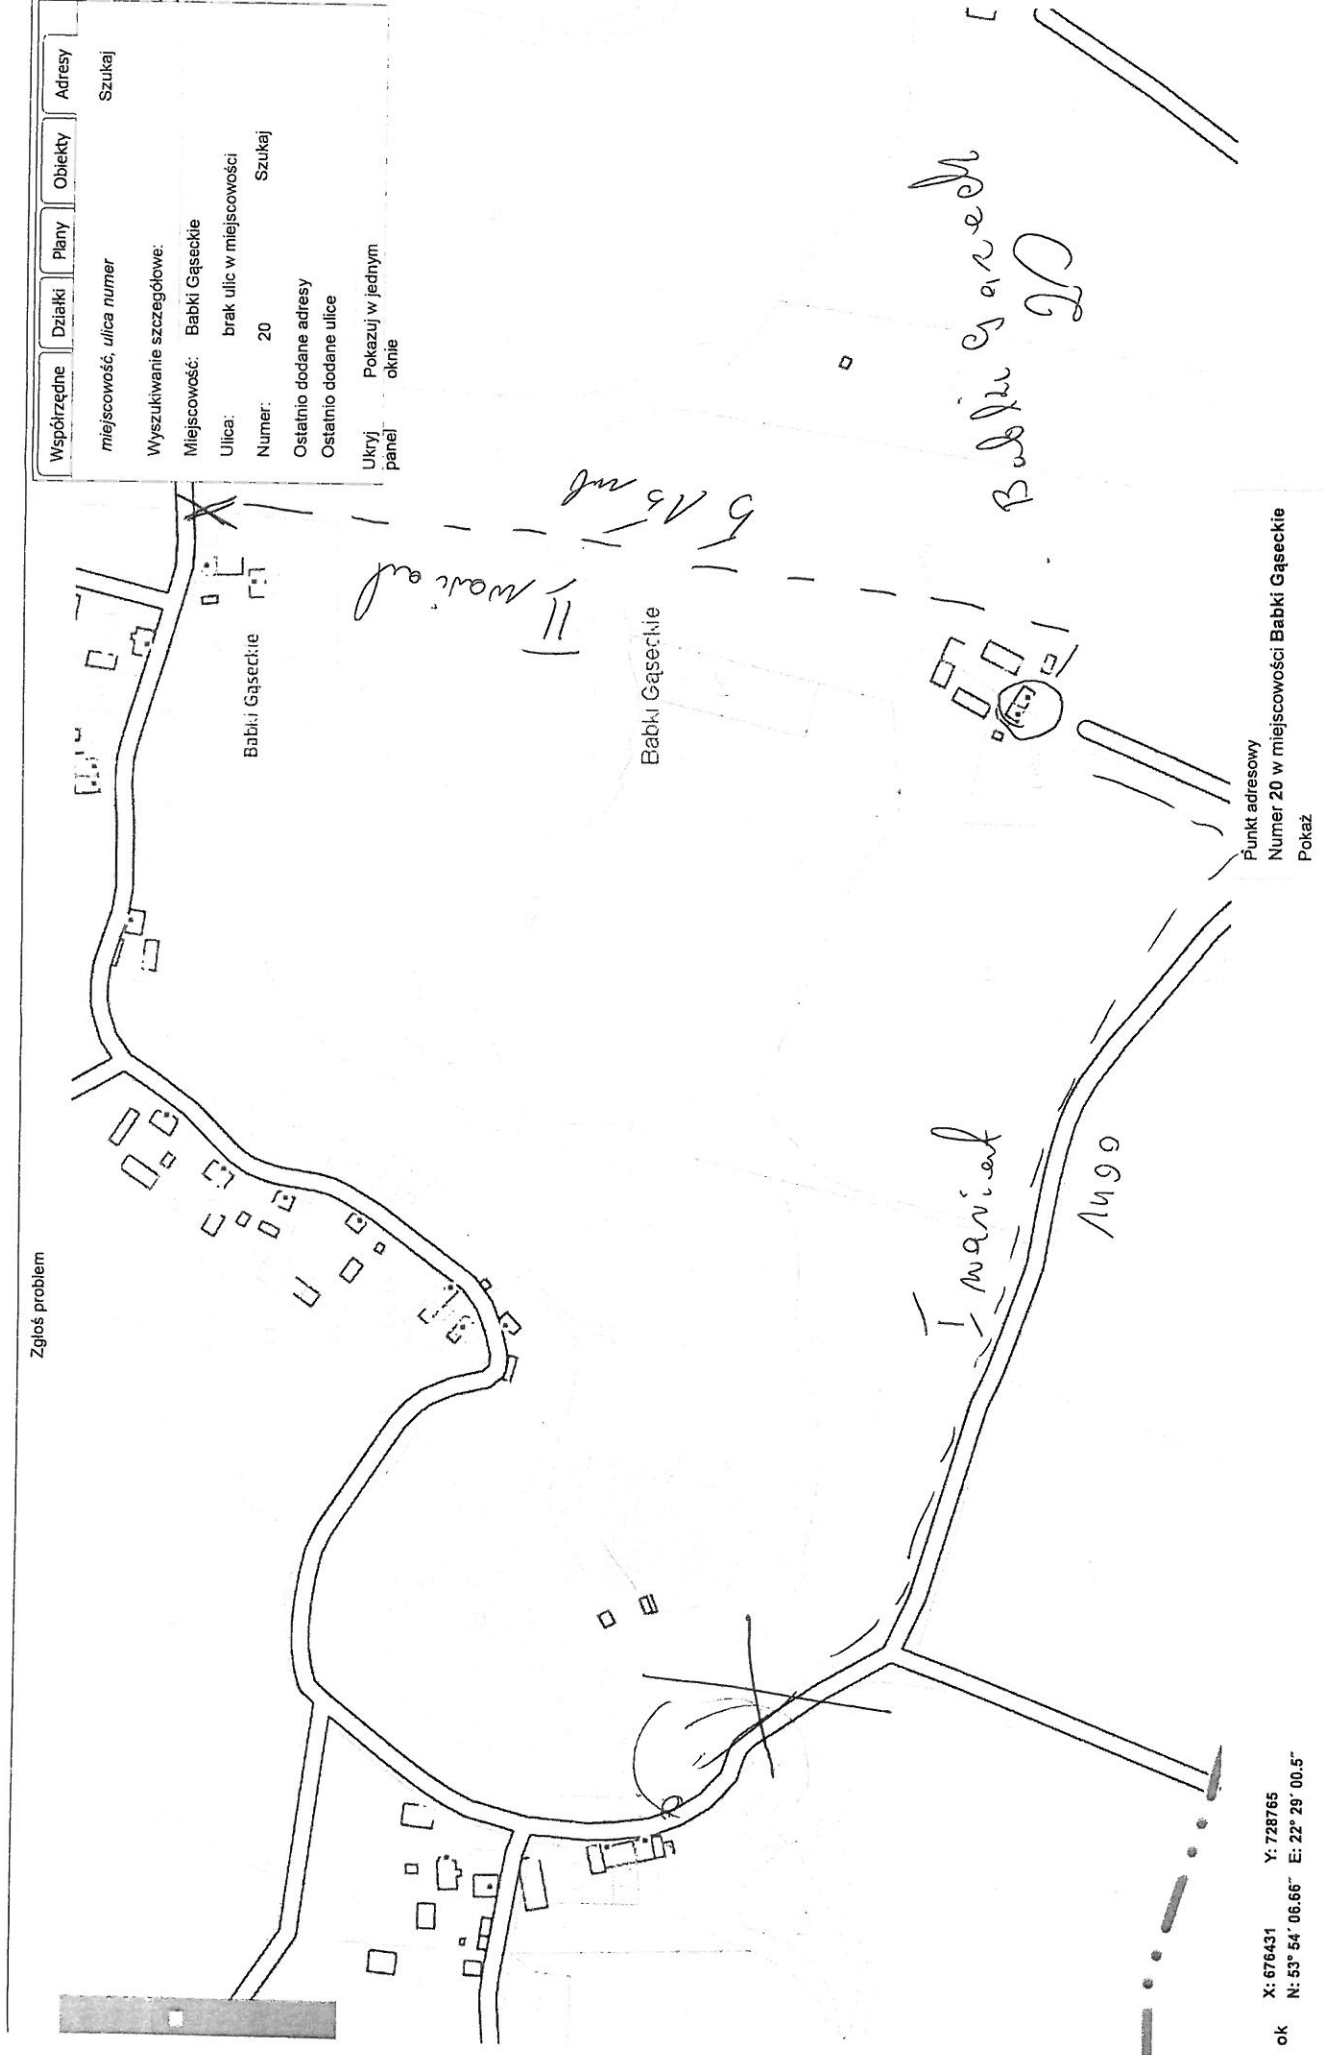 Zgłoś problem
Współrzędne Działki Plany Obiekty Adresy
miejscowość, ulica numer Szukaj
Wyszukiwanie szczegółowe:
Miejscowość: Babki Gąseckie
Ulica: brak ulic w miejscowości
Numer: 20 Szukaj
Ostatnio dodane adresy
Ostatnio dodane ulice
Ukryj panel
Pokazuj w jednym oknie
Babki Gąseckie
II wariant
515 mb
Babki Gąseckie
Babki Gąseckie
20
I wariant
1499
Punkt adresowy
Numer 20 w miejscowości Babki Gąseckie
Pokaż
ok X: 676431 Y: 728765
N: 53° 54' 06.66" E: 22° 29' 00.5"